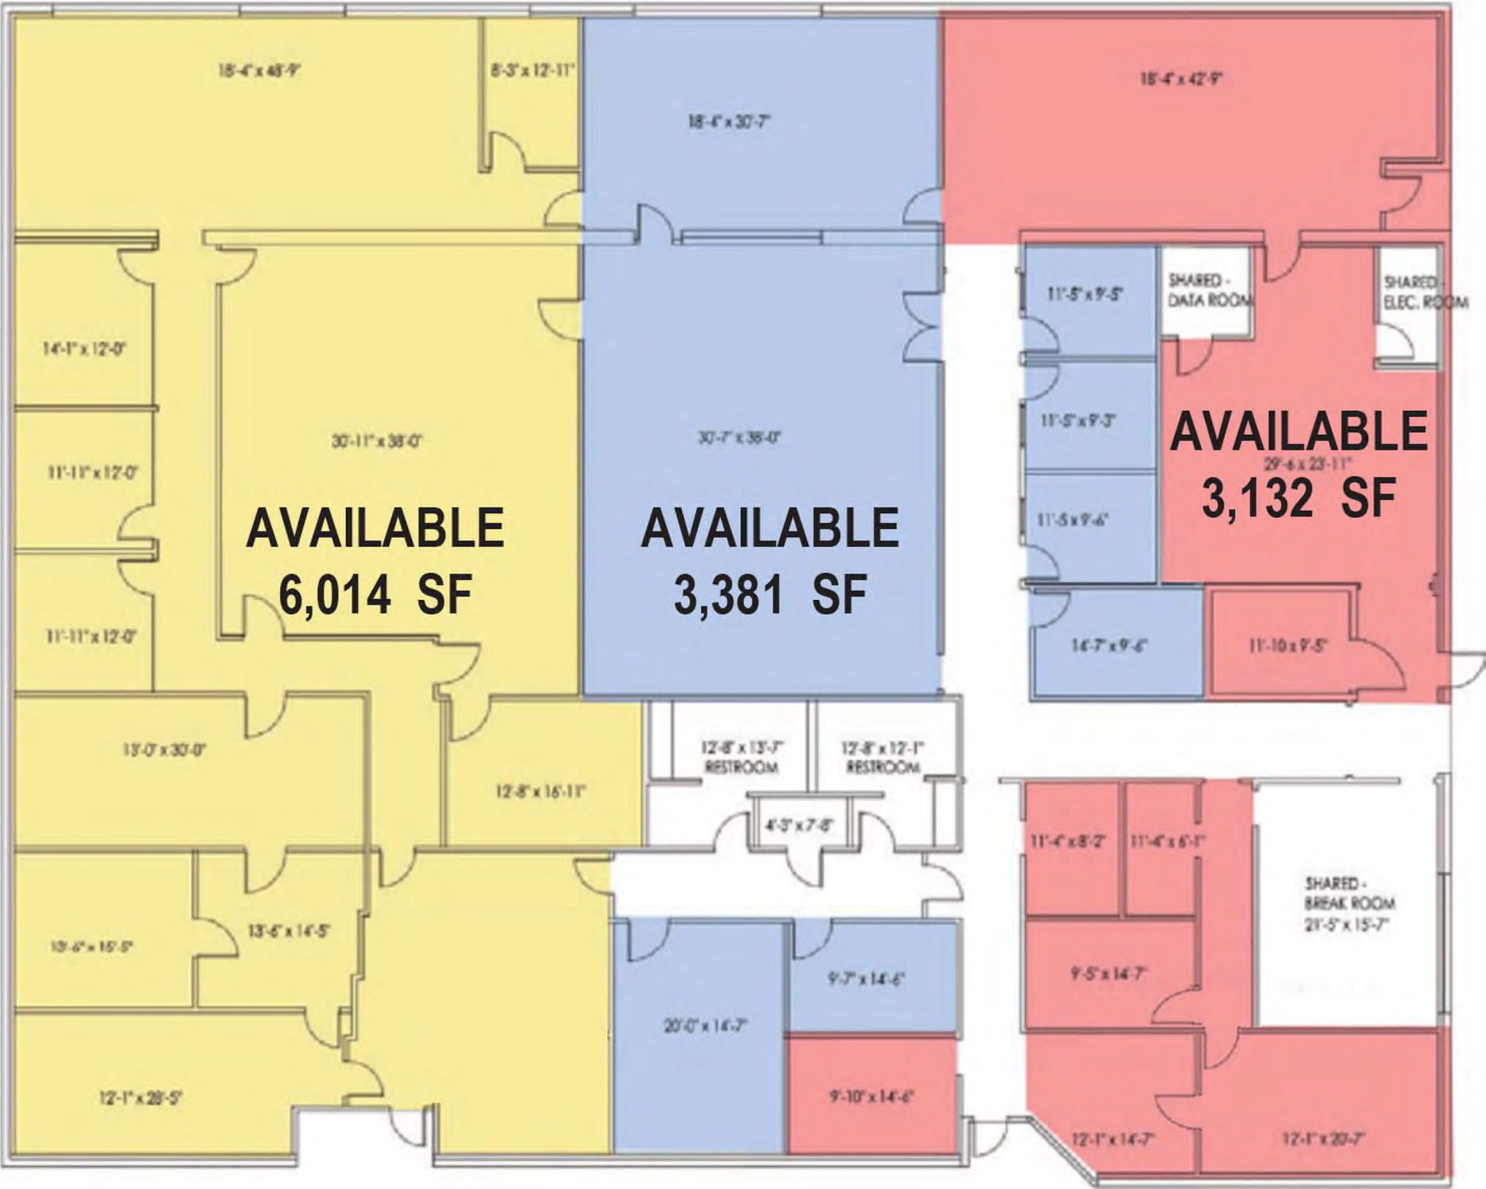 18'-4" x 48'-9"
8'-3" x 12'-11"
18'-4" x 30'-7"
18'-4" x 42'-9"
11'-5" x 9'-5"
SHARED -
DATA ROOM
SHARED -
ELEC. ROOM
14'-1" x 12'-0"
11'-5" x 9'-3"
30'-11" x 38'-0"
30'-7" x 38'-0"
AVAILABLE
29'-6 x 23'-11"
3,132 SF
11'-11" x 12'-0"
11'-5 x 9'-6"
AVAILABLE
6,014 SF
AVAILABLE
3,381 SF
11'-11" x 12'-0"
14'-7" x 9'-6"
11'-10 x 9'-5"
13'-0" x 30'-0"
12'-8" x 13'-7"
RESTROOM
12'-8" x 12'-1"
RESTROOM
12'-8" x 16'-11"
4'-3" x 7'-8"
11'-4" x 8'-2"
11'-4" x 6'-1"
SHARED -
BREAK ROOM
21'-5" x 15'-7"
13'-6" x 15'-5"
13'-6" x 14'-5"
9'-7" x 14'-6"
9'-5" x 14'-7"
20'-0" x 14'-7"
12'-1" x 28'-5"
9'-10" x 14'-6"
12'-1" x 14'-7"
12'-1" x 20'-7"